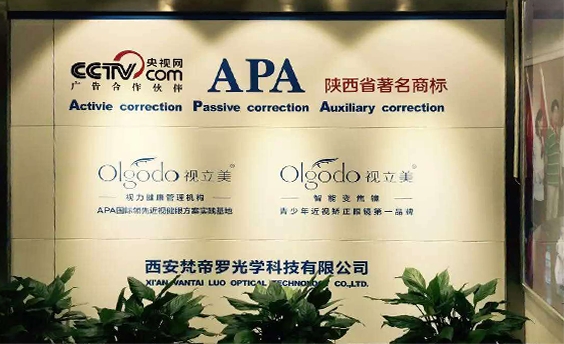 CCTV 央视网
com
广告合作伙伴
APA
陕西省著名商标
Activie correction Passive correction Auxiliary correction
Olgodo 视立美®
视力健康管理机构
APA国际领先近视健眼方案实践基地
Olgodo 视立美®
智能变焦镜
青少年近视矫正眼镜第一品牌
西安梵帝罗光学科技有限公司
XI'AN VANTAI LUO OPTICAL TECHNOLOGY CO.,LTD.